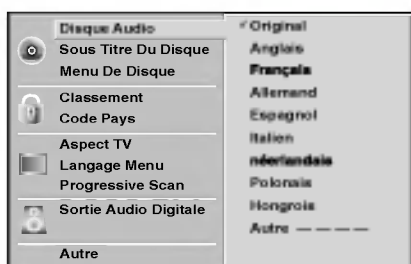 Disque Audio
Sous Titre Du Disque
Menu De Disque
Classement
Code Pays
Aspect TV
Langage Menu
Progressive Scan
Sortie Audio Digitale
Autre
Original
Anglais
Français
Allemand
Espagnol
Italien
néerlandais
Polonais
Hongrois
Autre — — — —